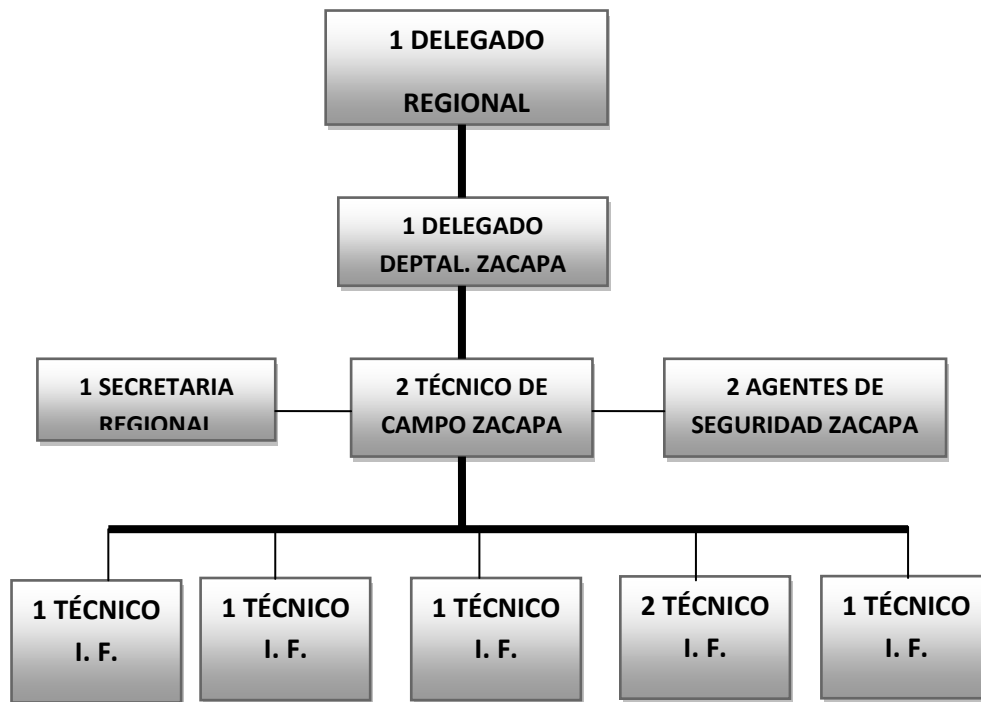 1 DELEGADO
REGIONAL
1 DELEGADO
DEPTAL. ZACAPA
1 SECRETARIA
REGIONAL
2 TÉCNICO DE
CAMPO ZACAPA
2 AGENTES DE
SEGURIDAD ZACAPA
1 TÉCNICO
I. F.
1 TÉCNICO
I. F.
1 TÉCNICO
I. F.
2 TÉCNICO
I. F.
1 TÉCNICO
I. F.